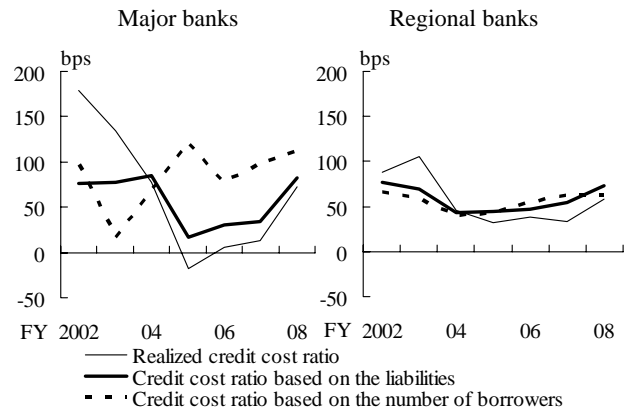 Major banks
Regional banks
bps
bps
200
150
100
50
0
-50
200
150
100
50
0
-50
FY 2002 04 06 08
FY 2002 04 06 08
Realized credit cost ratio
Credit cost ratio based on the liabilities
Credit cost ratio based on the number of borrowers